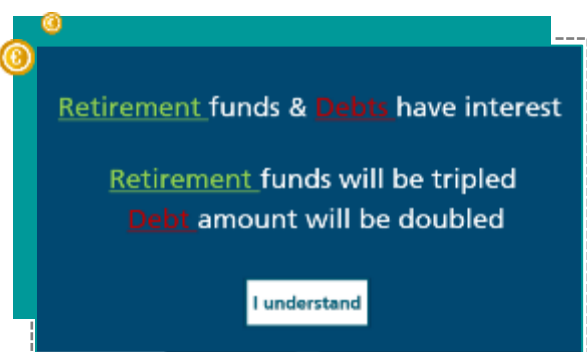 Retirement funds & Debts have interest
Retirement funds will be tripled
Debt amount will be doubled
I understand